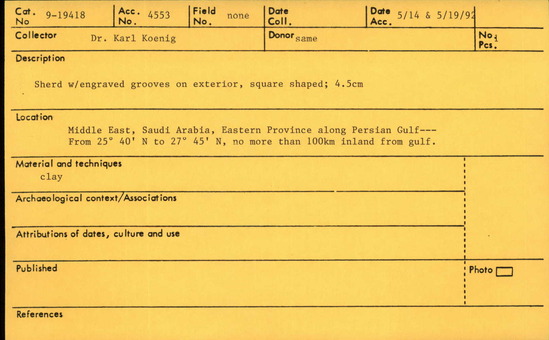 Cat. No 9-19418 Acc. No. 4553 Field No. none Date Coll. Date Acc. 5/14 & 5/19/92
Collector Dr. Karl Koenig Donor same No. Pcs.
Description
Sherd w/engraved grooves on exterior, square shaped; 4.5cm
Location
Middle East, Saudi Arabia, Eastern Province along Persian Gulf---
From 25° 40' N to 27° 45' N, no more than 100km inland from gulf.
Material and techniques
clay
Archaeological context/Associations
Attributions of dates, culture and use
Published
Photo
References